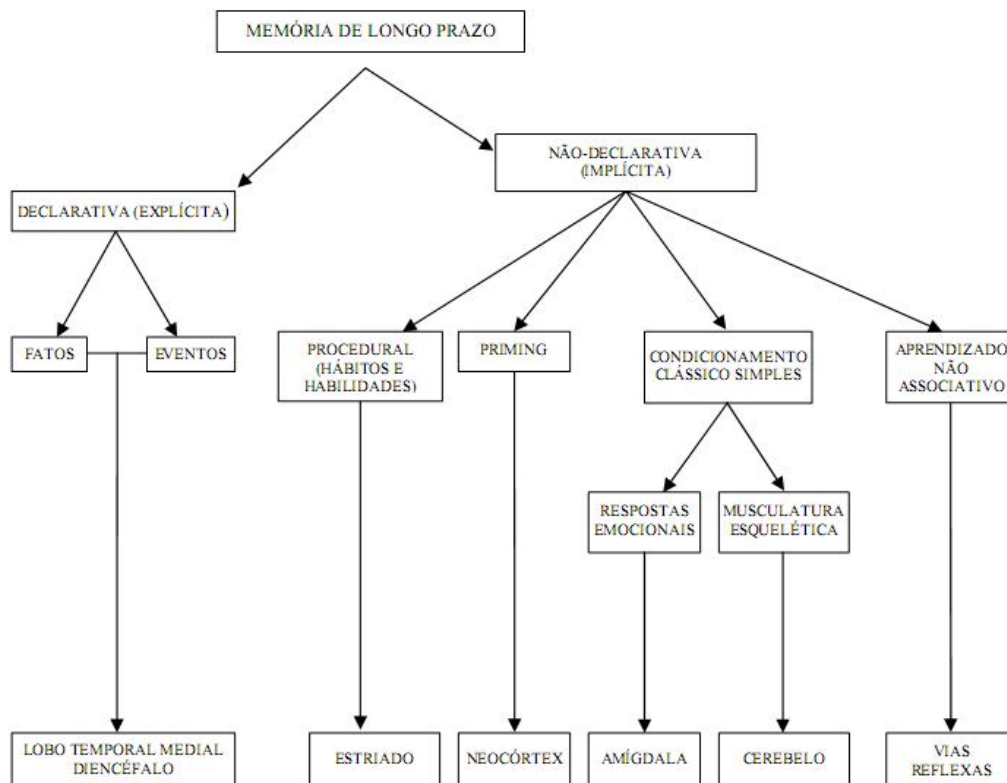 MEMÓRIA DE LONGO PRAZO
NÃO-DECLARATIVA
(IMPLÍCITA)
DECLARATIVA (EXPLÍCITA)
FATOS
EVENTOS
PROCEDURAL
(HÁBITOS E
HABILIDADES)
PRIMING
CONDICIONAMENTO
CLÁSSICO SIMPLES
APRENDIZADO
NÃO
ASSOCIATIVO
RESPOSTAS
EMOCIONAIS
MUSCULATURA
ESQUELÉTICA
LOBO TEMPORAL MEDIAL
DIENCÉFALO
ESTRIADO
NEOCÓRTEX
AMÍGDALA
CEREBELO
VIAS
REFLEXAS